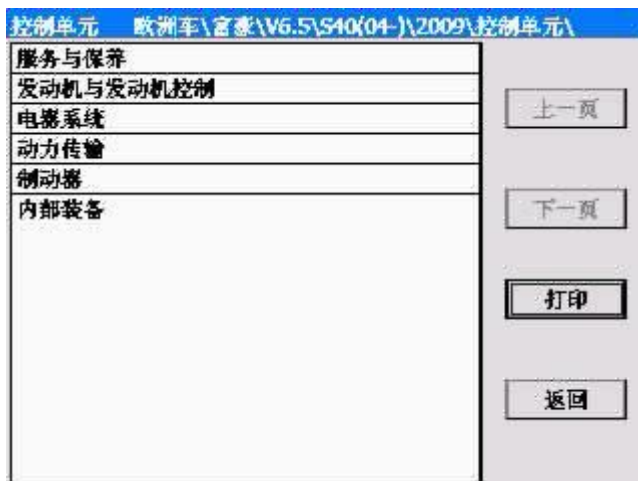 控制单元 欧洲车\富豪\V6.5\S40(04-)\2009\控制单元\
服务与保养
发动机与发动机控制
电器系统
动力传输
制动器
内部装备
上一页
下一页
打印
返回